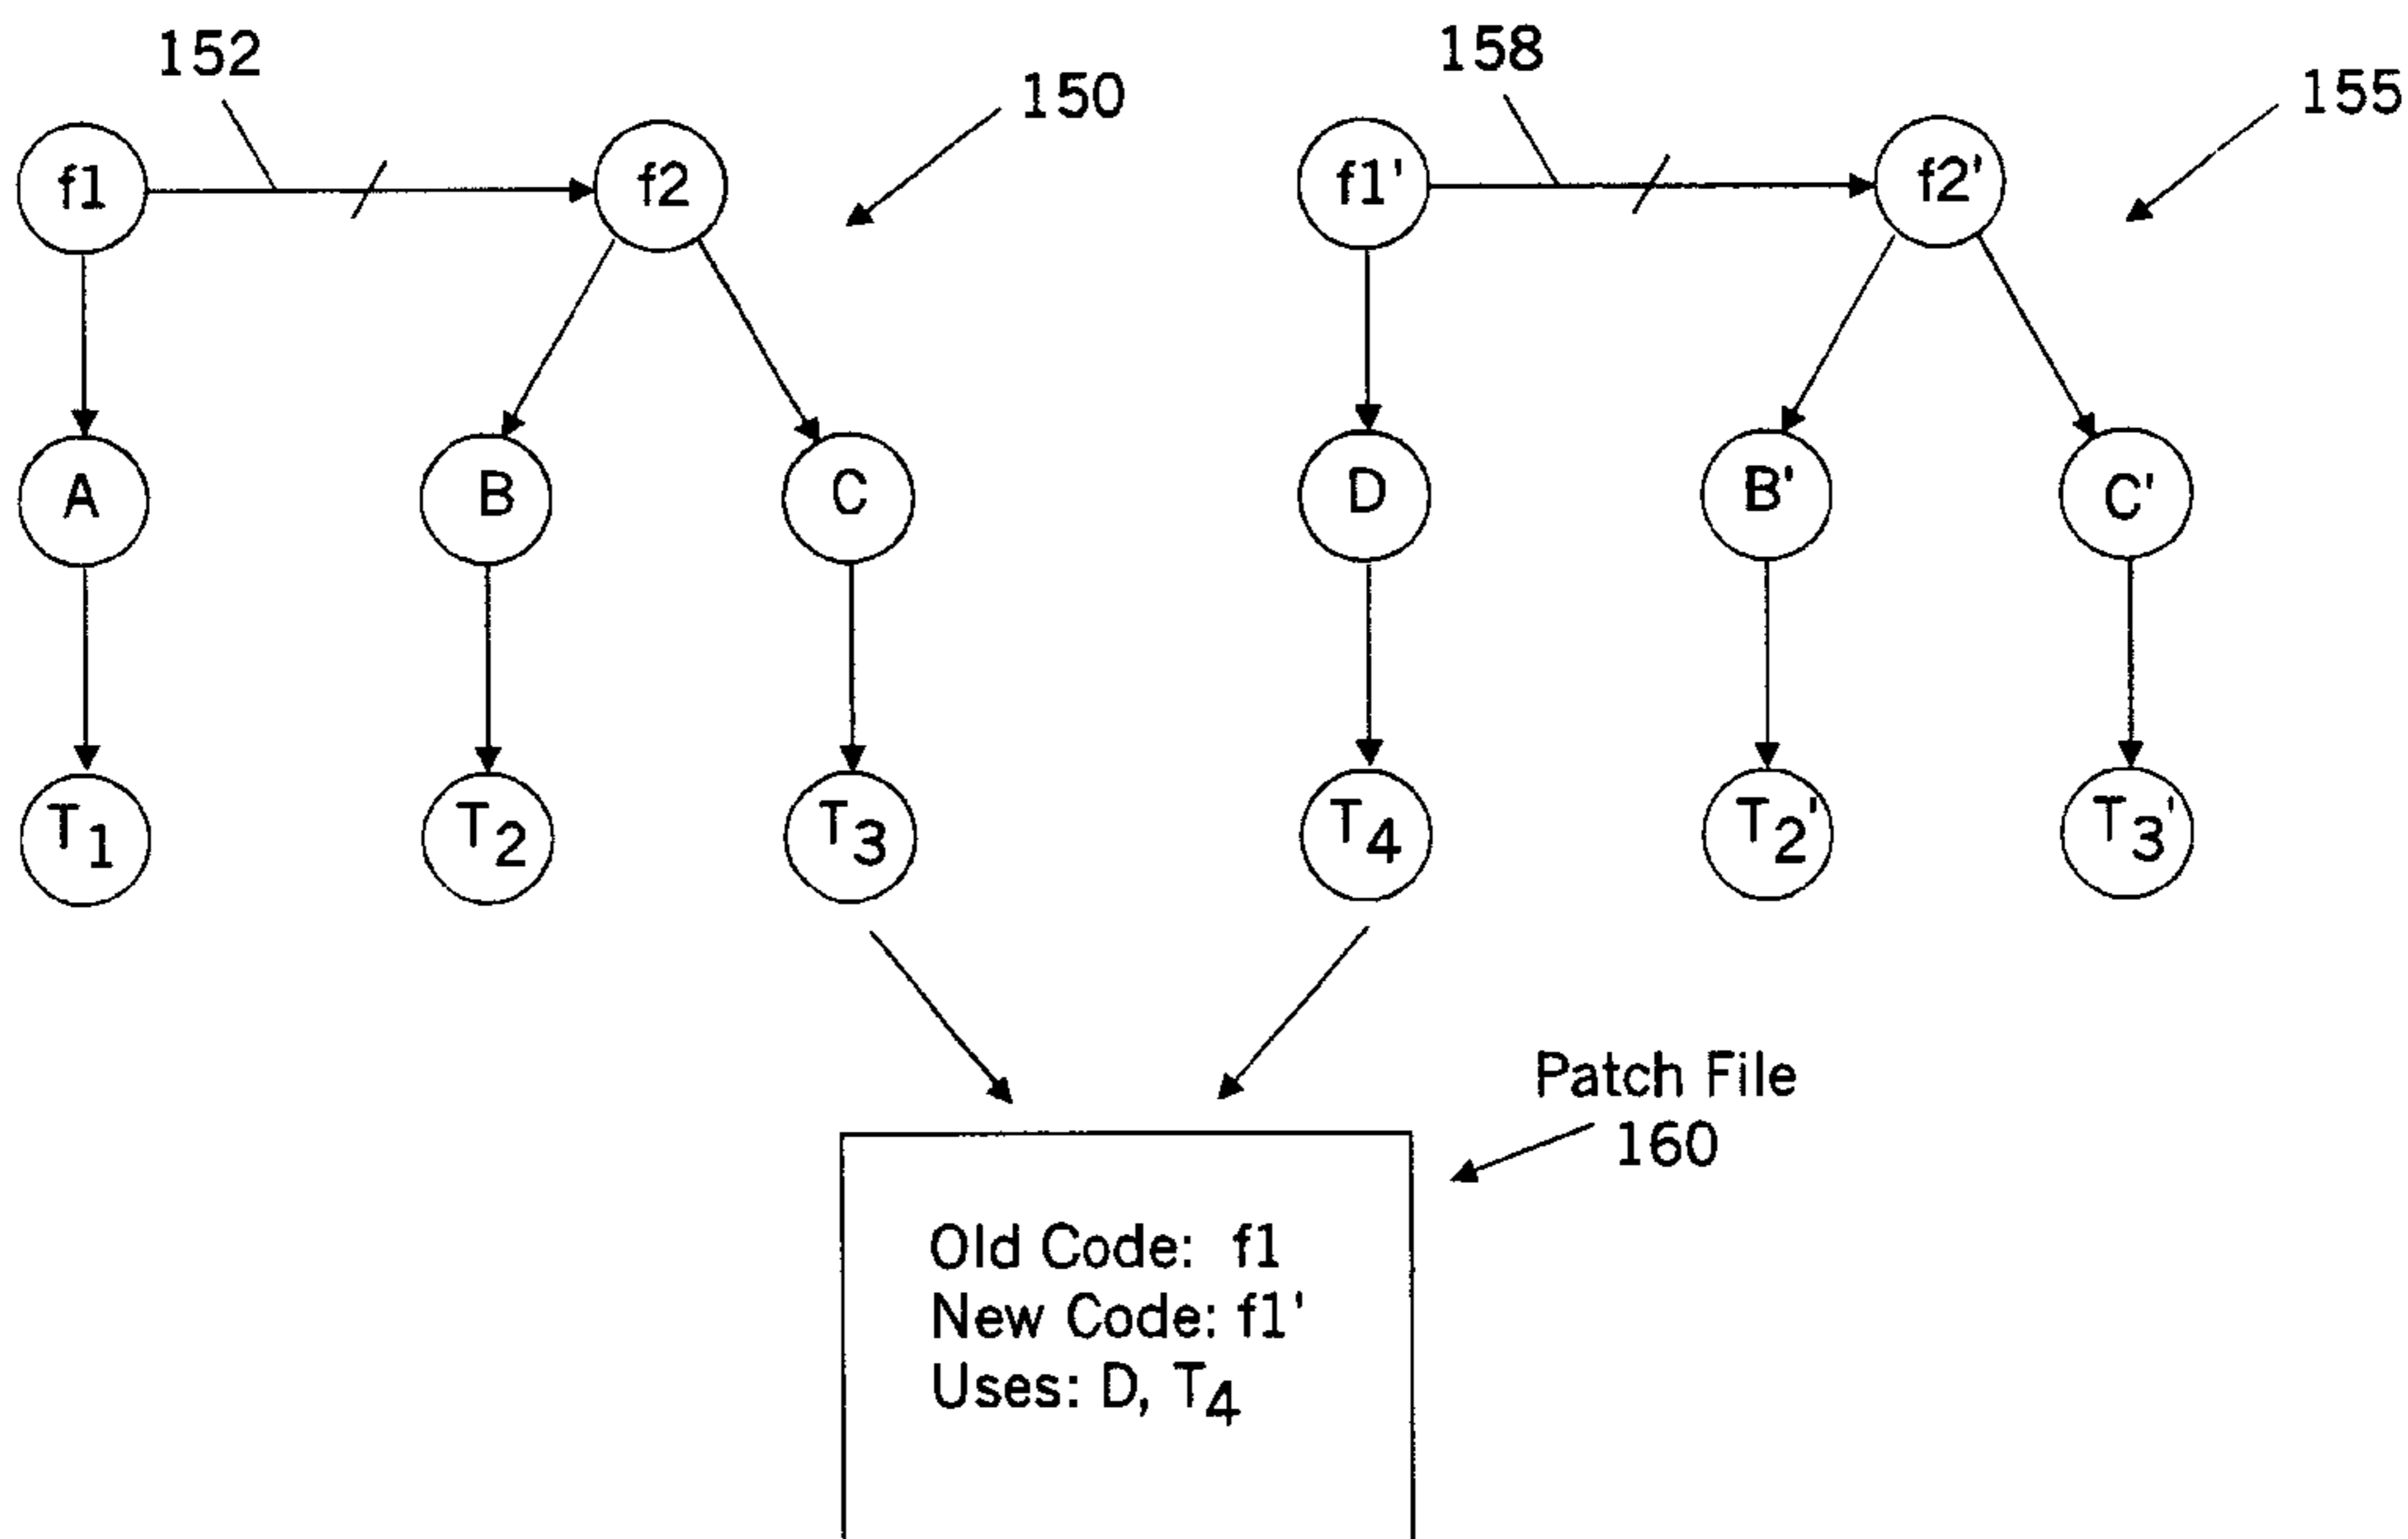 152
158
150
155
f1
f2
f1'
f2'
A
B
C
D
B'
C'
T1
T2
T3
T4
T2'
T3'
Patch File
160
Old Code: f1
New Code: f1'
Uses: D, T4